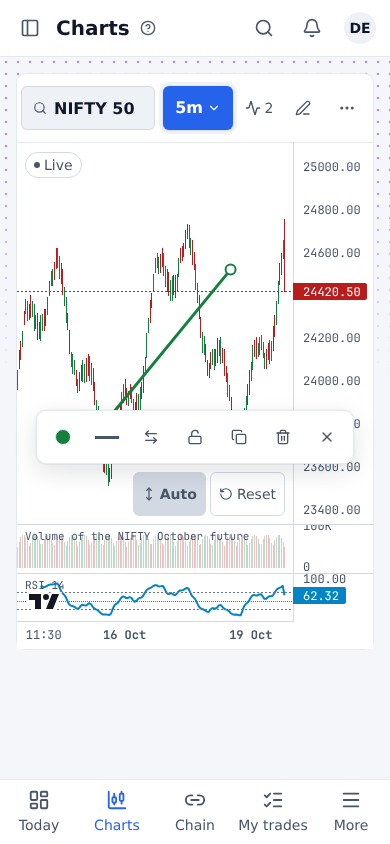 Charts
DE
NIFTY 50
5m
2
Live
25000.00
24800.00
24600.00
24420.50
24200.00
24000.00
23600.00
23400.00
Auto
Reset
Volume of the NIFTY October future
100K
0
RSI 14
100.00
62.32
11:30
16 Oct
19 Oct
Today
Charts
Chain
My trades
More